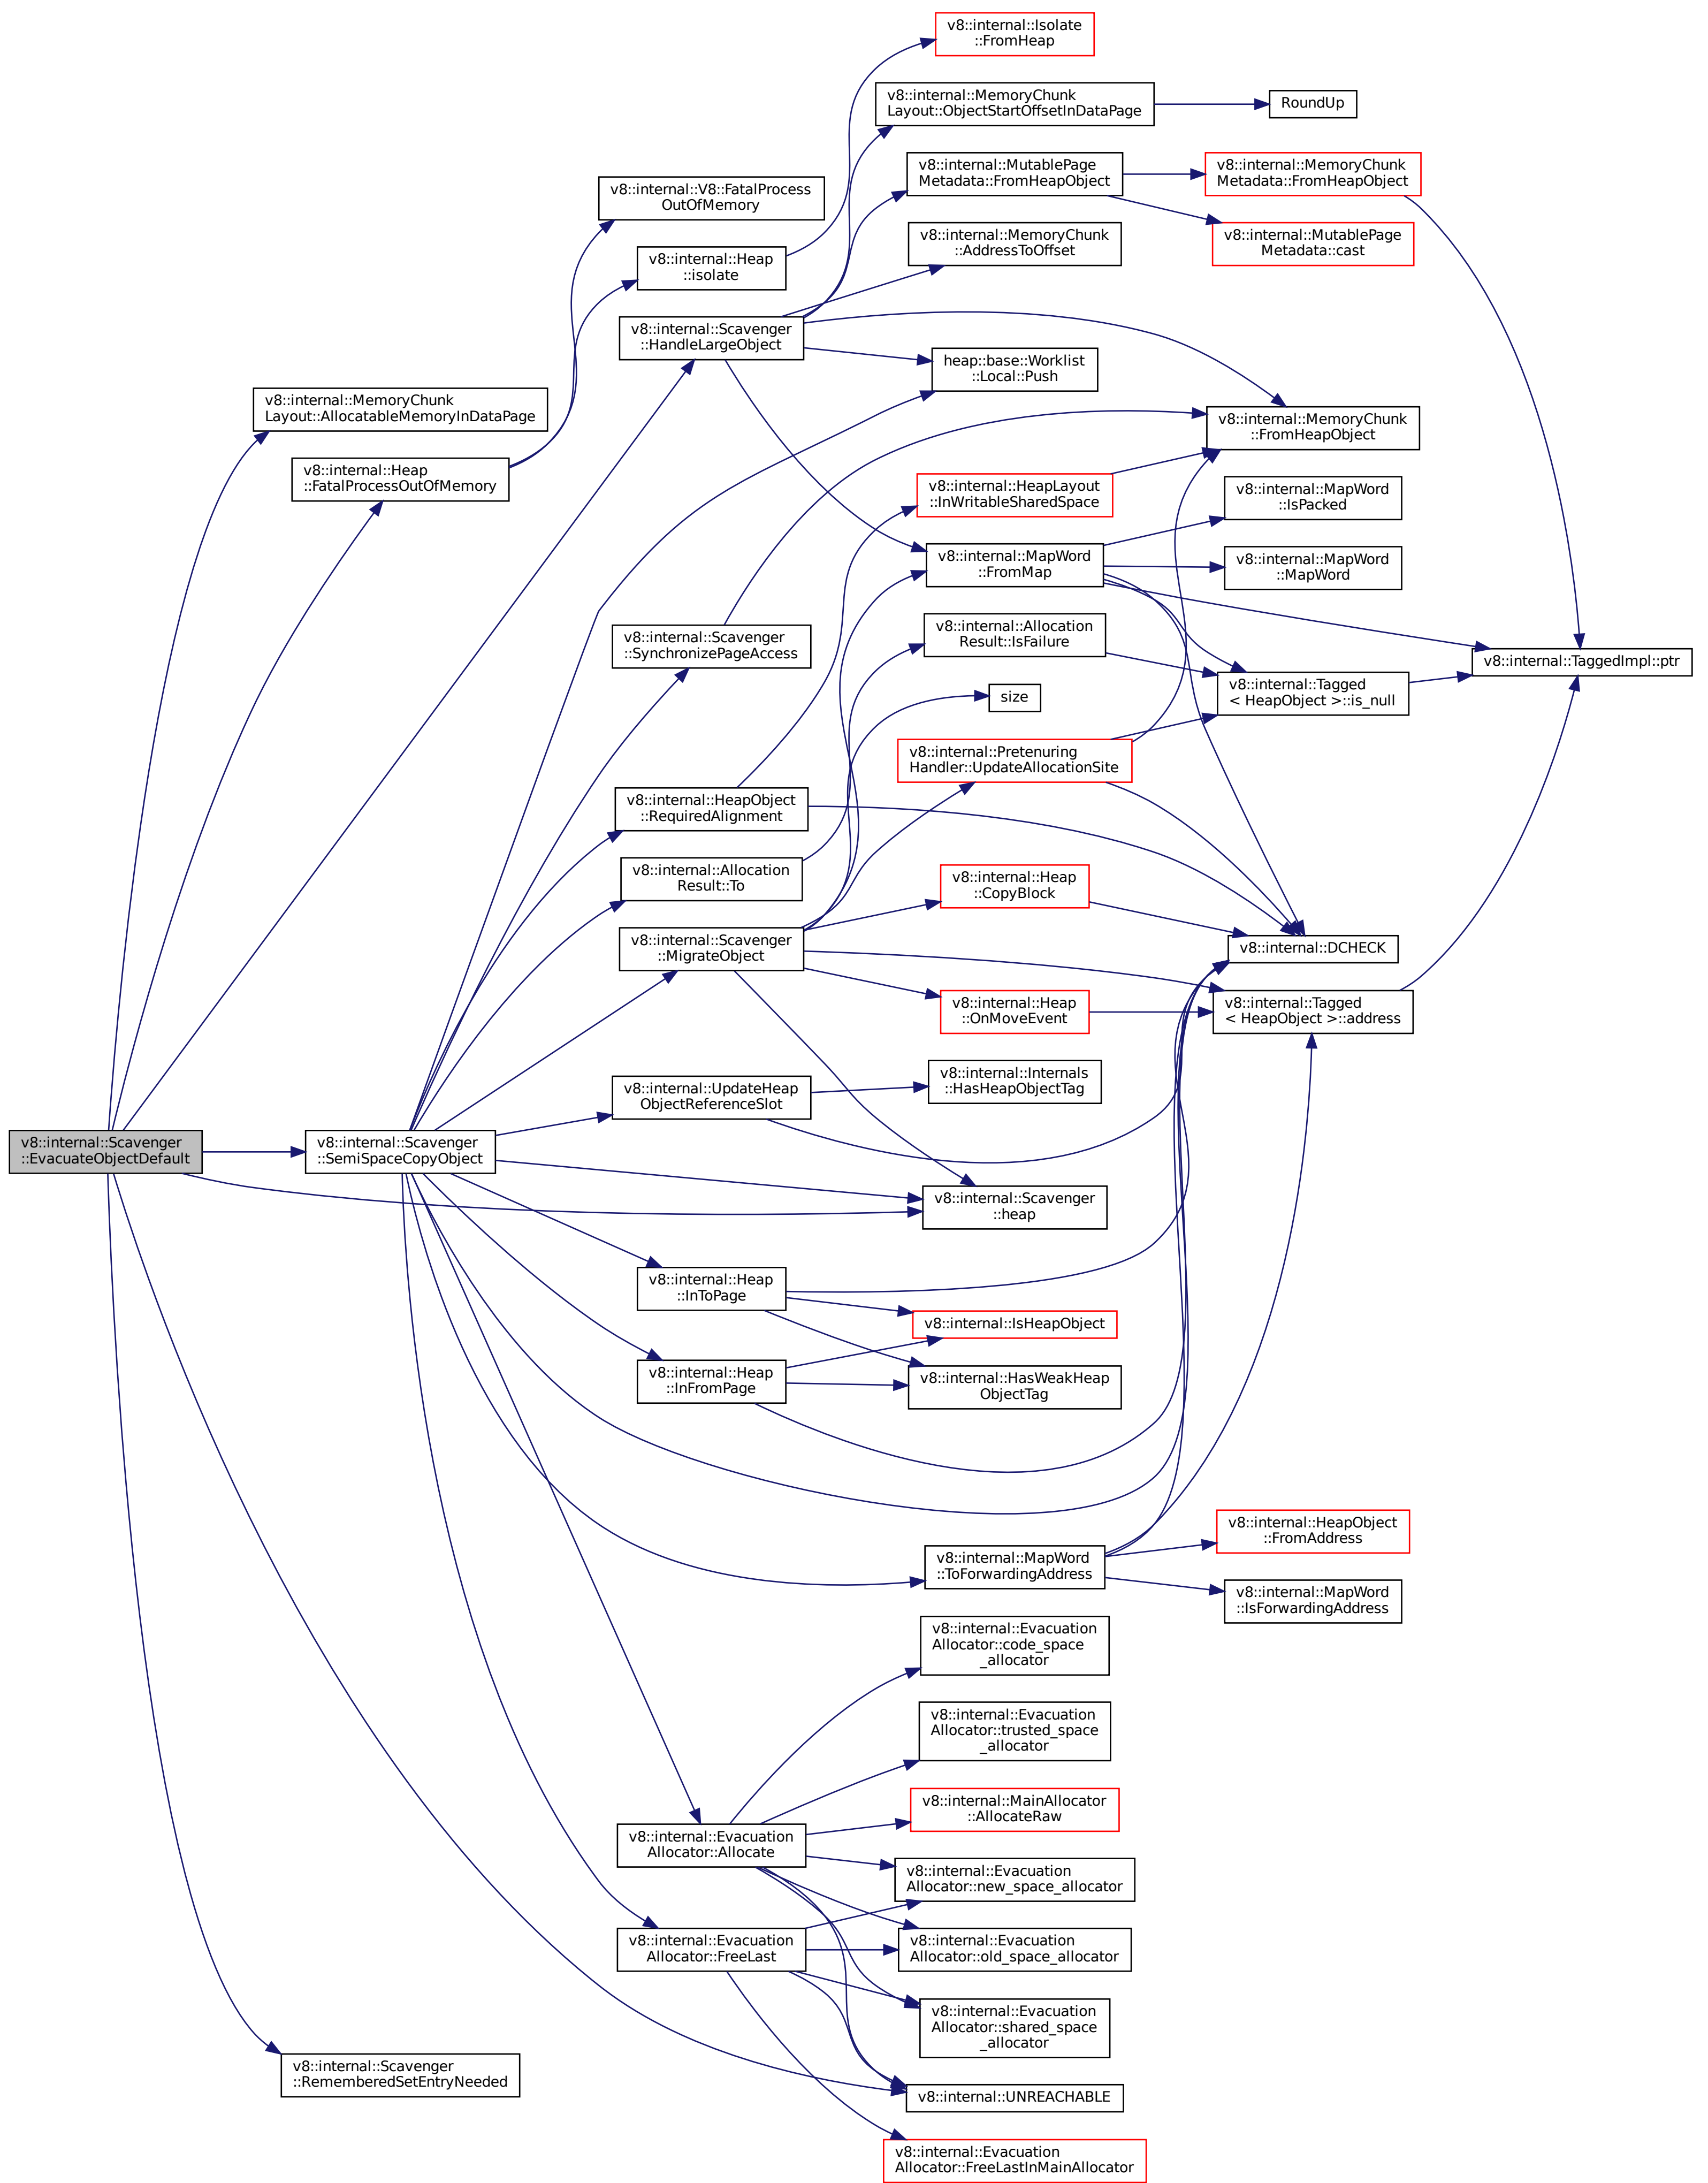 v8::internal::Isolate
::FromHeap
v8::internal::MemoryChunk
Layout::ObjectStartOffsetInDataPage
RoundUp
v8::internal::MutablePage
Metadata::FromHeapObject
v8::internal::MemoryChunk
Metadata::FromHeapObject
v8::internal::V8::FatalProcess
OutOfMemory
v8::internal::MemoryChunk
::AddressToOffset
v8::internal::MutablePage
Metadata::cast
v8::internal::Heap
::isolate
v8::internal::Scavenger
::HandleLargeObject
heap::base::Worklist
::Local::Push
v8::internal::MemoryChunk
Layout::AllocatableMemoryInDataPage
v8::internal::MemoryChunk
::FromHeapObject
v8::internal::Heap
::FatalProcessOutOfMemory
v8::internal::HeapLayout
::InWritableSharedSpace
v8::internal::MapWord
::IsPacked
v8::internal::MapWord
::FromMap
v8::internal::MapWord
::MapWord
v8::internal::Scavenger
::SynchronizePageAccess
v8::internal::Allocation
Result::IsFailure
v8::internal::TaggedImpl::ptr
size
v8::internal::Tagged
< HeapObject >::is_null
v8::internal::Pretenuring
Handler::UpdateAllocationSite
v8::internal::HeapObject
::RequiredAlignment
v8::internal::Allocation
Result::To
v8::internal::Heap
::CopyBlock
v8::internal::Scavenger
::MigrateObject
v8::internal::DCHECK
v8::internal::Heap
::OnMoveEvent
v8::internal::Tagged
< HeapObject >::address
v8::internal::UpdateHeap
ObjectReferenceSlot
v8::internal::Internals
::HasHeapObjectTag
v8::internal::Scavenger
::EvacuateObjectDefault
v8::internal::Scavenger
::SemiSpaceCopyObject
v8::internal::Scavenger
::heap
v8::internal::Heap
::InToPage
v8::internal::IsHeapObject
v8::internal::Heap
::InFromPage
v8::internal::HasWeakHeap
ObjectTag
v8::internal::HeapObject
::FromAddress
v8::internal::MapWord
::ToForwardingAddress
v8::internal::MapWord
::IsForwardingAddress
v8::internal::Evacuation
Allocator::code_space
_allocator
v8::internal::Evacuation
Allocator::trusted_space
_allocator
v8::internal::MainAllocator
::AllocateRaw
v8::internal::Evacuation
Allocator::Allocate
v8::internal::Evacuation
Allocator::new_space_allocator
v8::internal::Evacuation
Allocator::FreeLast
v8::internal::Evacuation
Allocator::old_space_allocator
v8::internal::Evacuation
Allocator::shared_space
_allocator
v8::internal::Scavenger
::RememberedSetEntryNeeded
v8::internal::UNREACHABLE
v8::internal::Evacuation
Allocator::FreeLastInMainAllocator